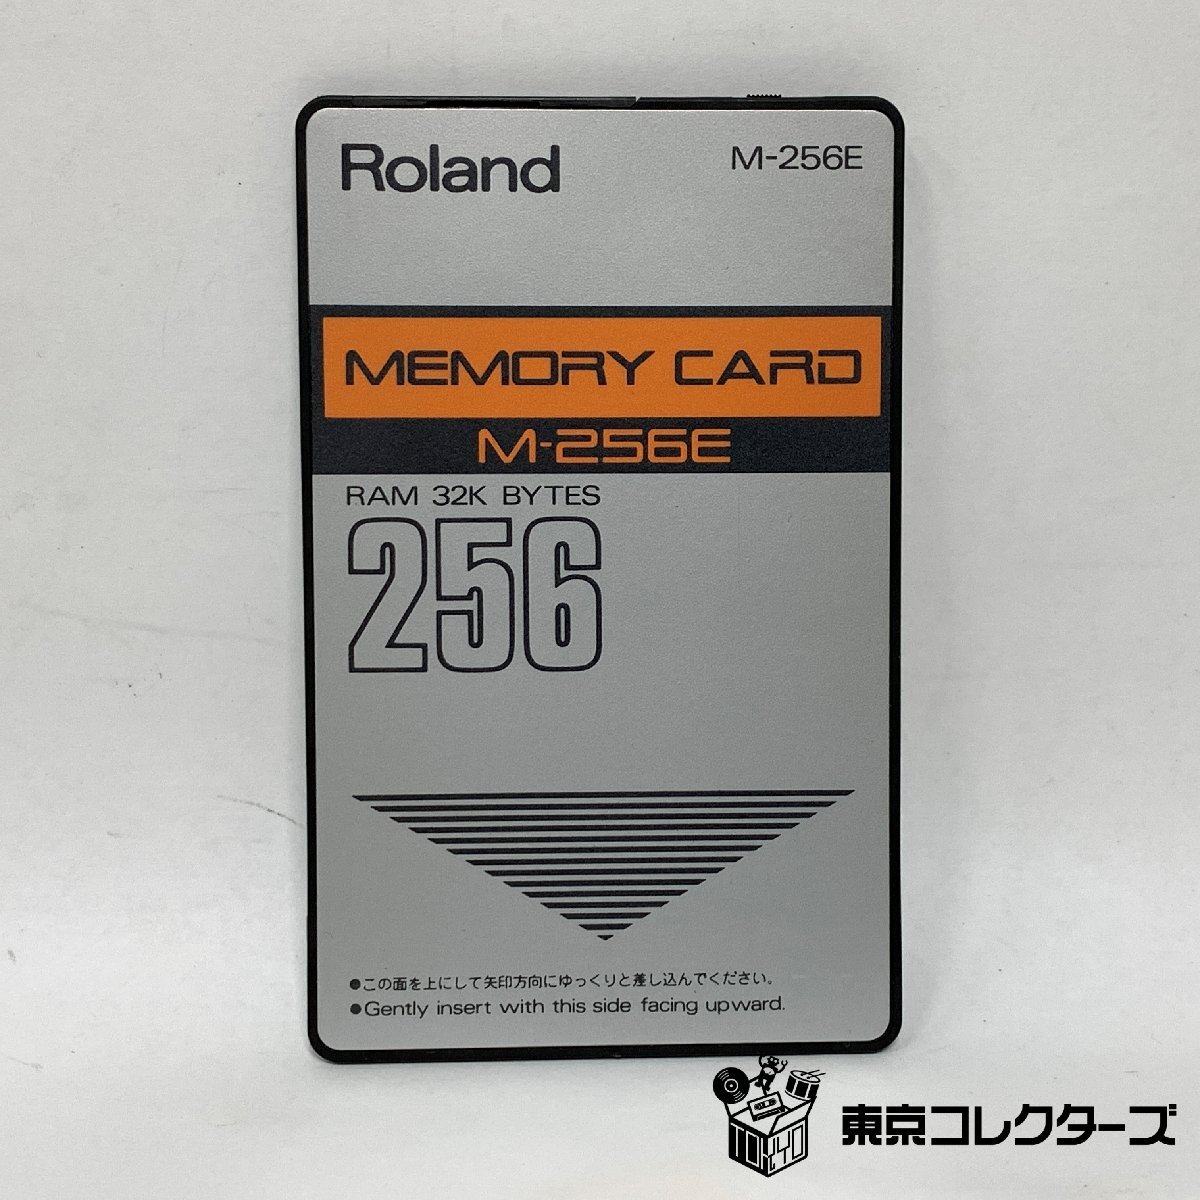 Roland
M-256E
MEMORY CARD
M-256E
RAM 32K BYTES
256
●この面を上にして矢印方向にゆっくりと差し込んでください。
●Gently insert with this side facing upward.
TOKYO
東京コレクターズ